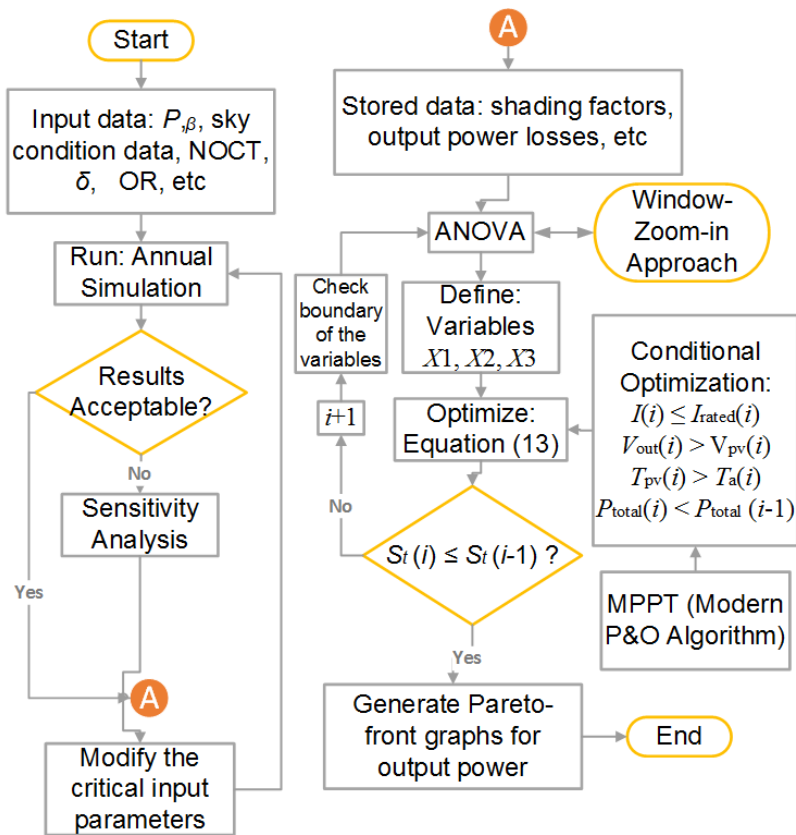 Start
Input data: P,β, sky
condition data, NOCT,
δ, OR, etc
Run: Annual
Simulation
Results
Acceptable?
No
Sensitivity
Analysis
Yes
A
Modify the
critical input
parameters
A
Stored data: shading factors,
output power losses, etc
ANOVA
Window-
Zoom-in
Approach
Check
boundary
of the
variables
Define:
Variables
X1, X2, X3
i+1
Optimize:
Equation (13)
Conditional
Optimization:
I(i) ≤ Irated(i)
Vout(i) > Vpv(i)
Tpv(i) > Ta(i)
Ptotal(i) < Ptotal (i-1)
MPPT (Modern
P&O Algorithm)
No
St (i) ≤ St (i-1) ?
Yes
Generate Pareto-
front graphs for
output power
End